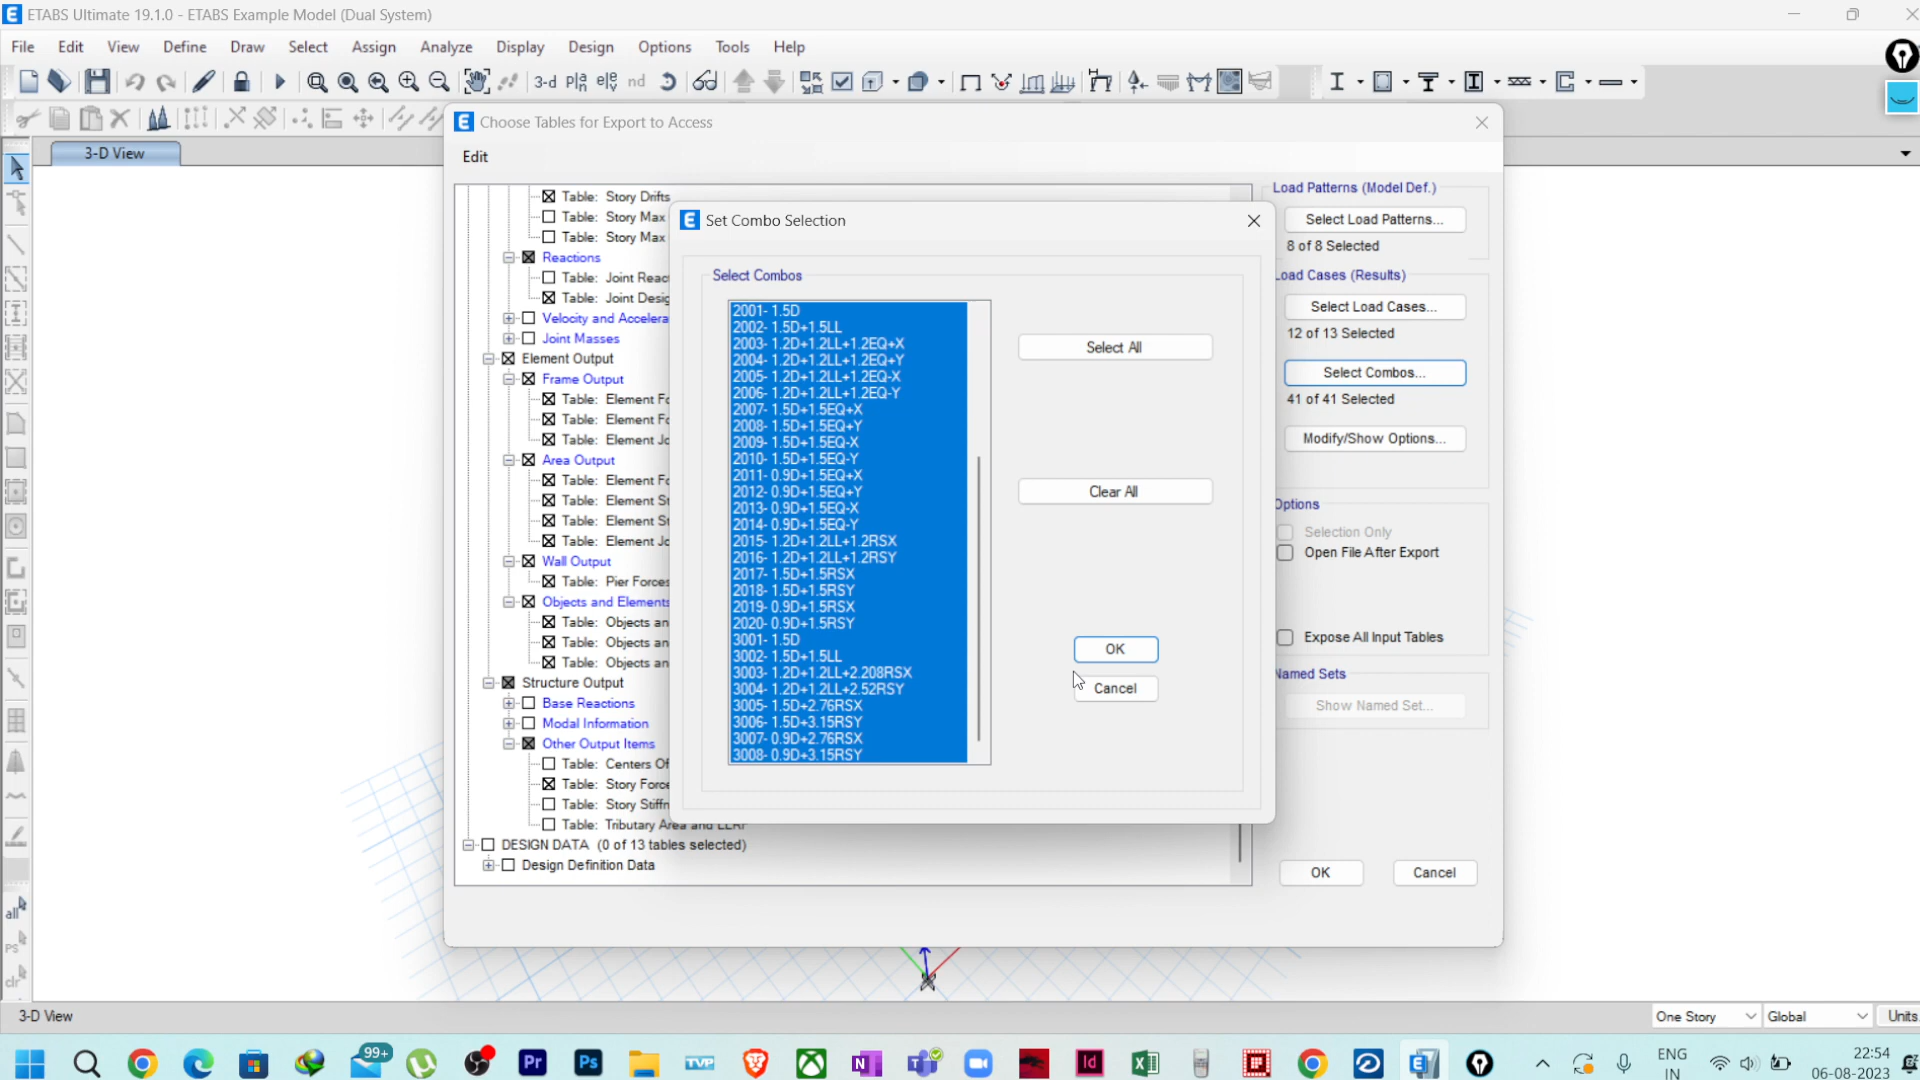 ETABS Ultimate 19.1.0 - ETABS Example Model (Dual System)
File Edit View Define Draw Select Assign Analyze Display Design Options Tools Help
3-d pla ele nd
Choose Tables for Export to Access
3-D View
Edit
Table: Story Drifts
Table: Story Max
Table: Story Max
Reactions
Table: Joint Reac
Table: Joint Desig
Velocity and Accelera
Joint Masses
Element Output
Frame Output
Table: Element Fo
Table: Element Fo
Table: Element Jo
Area Output
Table: Element Fo
Table: Element St
Table: Element St
Table: Element Jo
Wall Output
Table: Pier Forces
Objects and Elements
Table: Objects an
Table: Objects an
Table: Objects an
Structure Output
Base Reactions
Modal Information
Other Output Items
Table: Centers Of
Table: Story Force
Table: Story Stiffn
Table: Tributary Area and LLRF
DESIGN DATA (0 of 13 tables selected)
Design Definition Data
Set Combo Selection
Select Combos
2001- 1.5D
2002- 1.5D+1.5LL
2003- 1.2D+1.2LL+1.2EQ+X
2004- 1.2D+1.2LL+1.2EQ+Y
2005- 1.2D+1.2LL+1.2EQ-X
2006- 1.2D+1.2LL+1.2EQ-Y
2007- 1.5D+1.5EQ+X
2008- 1.5D+1.5EQ+Y
2009- 1.5D+1.5EQ-X
2010- 1.5D+1.5EQ-Y
2011- 0.9D+1.5EQ+X
2012- 0.9D+1.5EQ+Y
2013- 0.9D+1.5EQ-X
2014- 0.9D+1.5EQ-Y
2015- 1.2D+1.2LL+1.2RSX
2016- 1.2D+1.2LL+1.2RSY
2017- 1.5D+1.5RSX
2018- 1.5D+1.5RSY
2019- 0.9D+1.5RSX
2020- 0.9D+1.5RSY
3001- 1.5D
3002- 1.5D+1.5LL
3003- 1.2D+1.2LL+2.208RSX
3004- 1.2D+1.2LL+2.52RSY
3005- 1.5D+2.76RSX
3006- 1.5D+3.15RSY
3007- 0.9D+2.76RSX
3008- 0.9D+3.15RSY
Select All
Clear All
OK
Cancel
Load Patterns (Model Def.)
Select Load Patterns...
8 of 8 Selected
Load Cases (Results)
Select Load Cases...
12 of 13 Selected
Select Combos...
41 of 41 Selected
Modify/Show Options...
Options
Selection Only
Open File After Export
Expose All Input Tables
Named Sets
Show Named Set...
OK Cancel
all
ps
clr
3-D View One Story Global Units
99+ Pr Ps TVP N Id
ENG
IN
22:54
06-08-2023